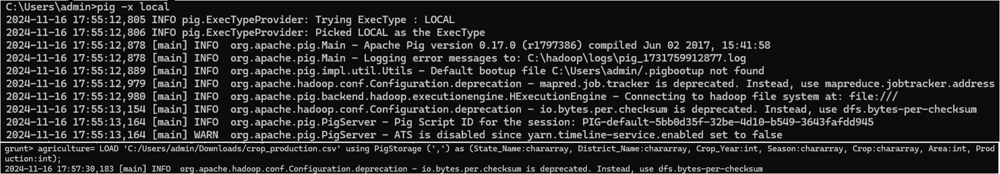 C:\Users\admin>pig -x local
2024-11-16 17:55:12,805 INFO pig.ExecTypeProvider: Trying ExecType : LOCAL
2024-11-16 17:55:12,806 INFO pig.ExecTypeProvider: Picked LOCAL as the ExecType
2024-11-16 17:55:12,878 [main] INFO  org.apache.pig.Main - Apache Pig version 0.17.0 (r1797386) compiled Jun 02 2017, 15:41:58
2024-11-16 17:55:12,878 [main] INFO  org.apache.pig.Main - Logging error messages to: C:\hadoop\logs\pig_1731759912877.log
2024-11-16 17:55:12,889 [main] INFO  org.apache.pig.impl.util.Utils - Default bootup file C:\Users\admin/.pigbootup not found
2024-11-16 17:55:12,979 [main] INFO  org.apache.hadoop.conf.Configuration.deprecation - mapred.job.tracker is deprecated. Instead, use mapreduce.jobtracker.address
2024-11-16 17:55:12,980 [main] INFO  org.apache.pig.backend.hadoop.executionengine.HExecutionEngine - Connecting to hadoop file system at: file:///
2024-11-16 17:55:13,154 [main] INFO  org.apache.hadoop.conf.Configuration.deprecation - io.bytes.per.checksum is deprecated. Instead, use dfs.bytes-per-checksum
2024-11-16 17:55:13,164 [main] INFO  org.apache.pig.PigServer - Pig Script ID for the session: PIG-default-5bb0d35f-32be-4d10-b549-3643fafdd945
2024-11-16 17:55:13,164 [main] WARN  org.apache.pig.PigServer - ATS is disabled since yarn.timeline-service.enabled set to false
grunt> agriculture= LOAD 'C:/Users/admin/Downloads/crop_production.csv' using PigStorage (',') as (State_Name:chararray, District_Name:chararray, Crop_Year:int, Season:chararray, Crop:chararray, Area:int, Prod
uction:int);
2024-11-16 17:57:30,183 [main] INFO  org.apache.hadoop.conf.Configuration.deprecation - io.bytes.per.checksum is deprecated. Instead, use dfs.bytes-per-checksum